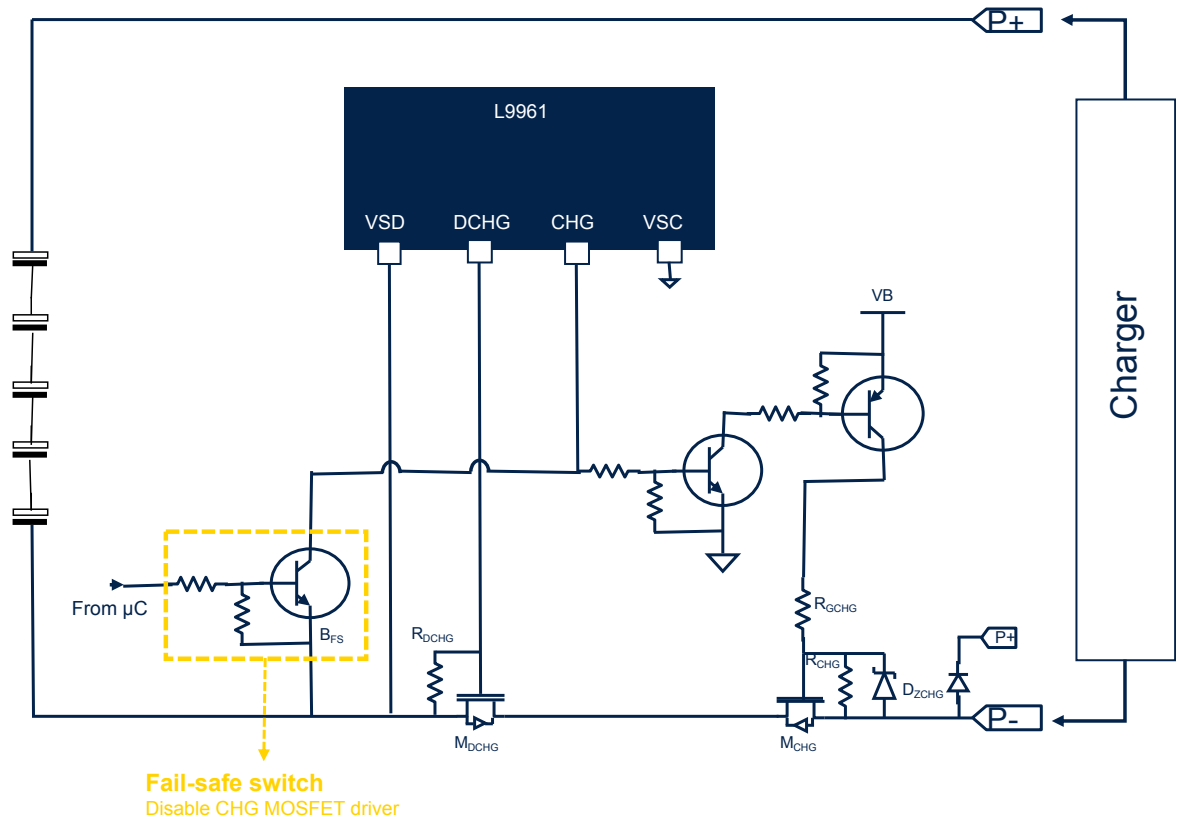 P+
L9961
VSD
DCHG
CHG
VSC
VB
Charger
From µC
BFS
RDCHG
RGCHG
RCHG
DZCHG
P+
MDCHG
MCHG
P-
Fail-safe switch
Disable CHG MOSFET driver